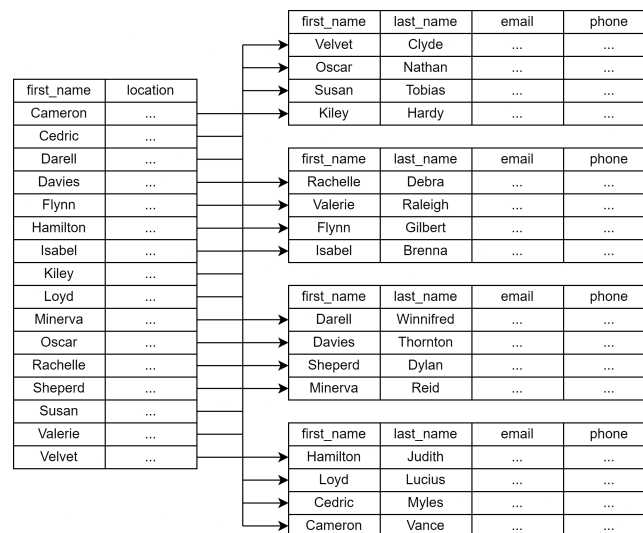 first_name last_name email phone
Velvet Clyde ... ...
Oscar Nathan ... ...
Susan Tobias ... ...
Kiley Hardy ... ...
first_name location
Cameron ...
Cedric ...
Darell ...
Davies ...
Flynn ...
Hamilton ...
Isabel ...
Kiley ...
Loyd ...
Minerva ...
Oscar ...
Rachelle ...
Sheperd ...
Susan ...
Valerie ...
Velvet ...
first_name last_name email phone
Rachelle Debra ... ...
Valerie Raleigh ... ...
Flynn Gilbert ... ...
Isabel Brenna ... ...
first_name last_name email phone
Darell Winnifred ... ...
Davies Thornton ... ...
Sheperd Dylan ... ...
Minerva Reid ... ...
first_name last_name email phone
Hamilton Judith ... ...
Loyd Lucius ... ...
Cedric Myles ... ...
Cameron Vance ... ...